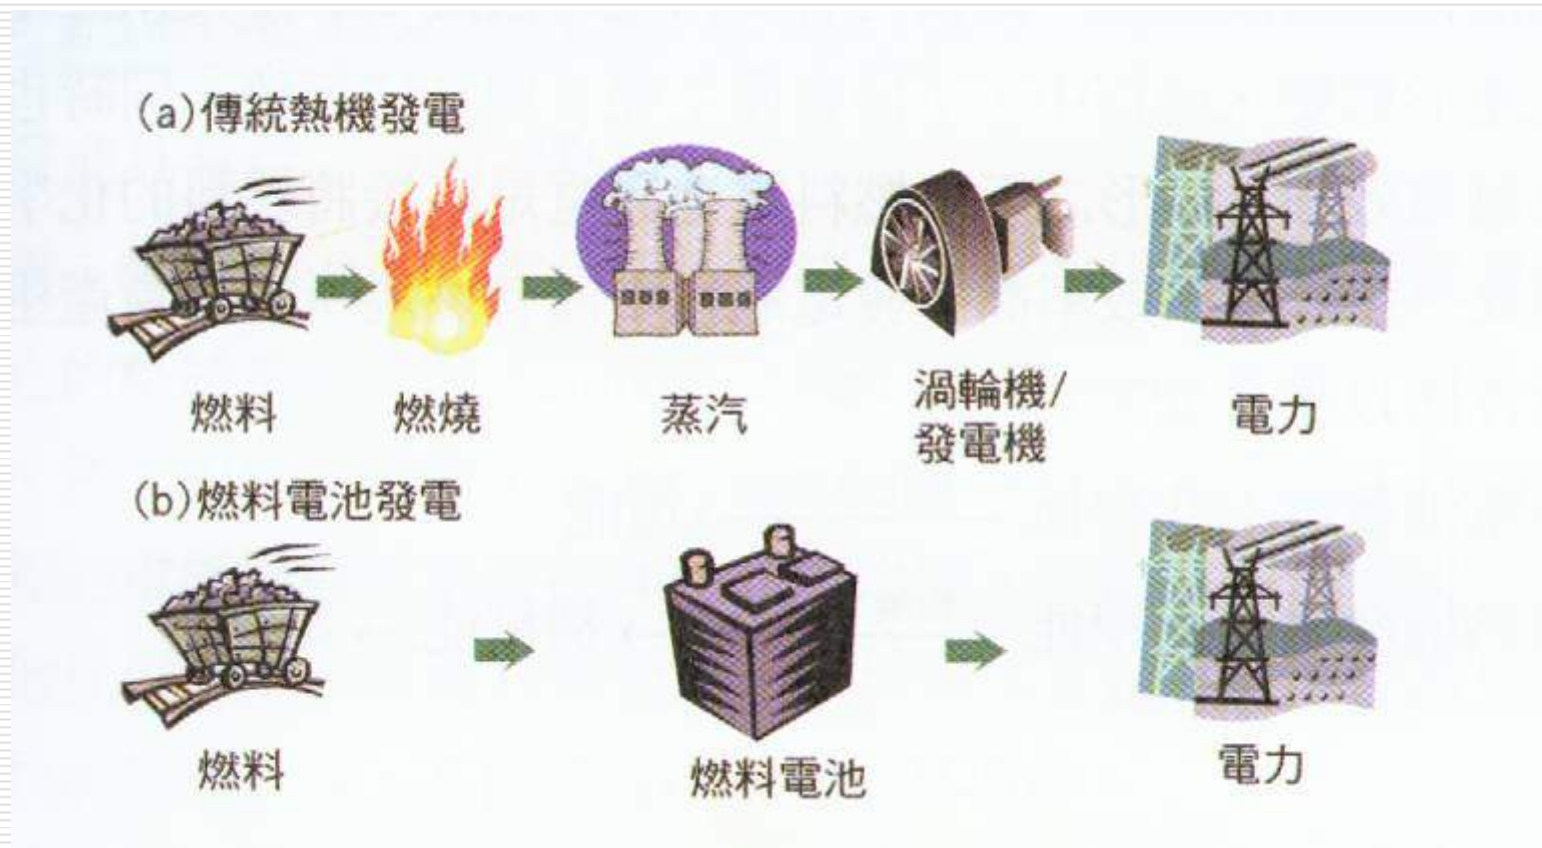 (a)傳統熱機發電
燃料
燃燒
蒸汽
渦輪機/
發電機
電力
(b)燃料電池發電
燃料
燃料電池
電力